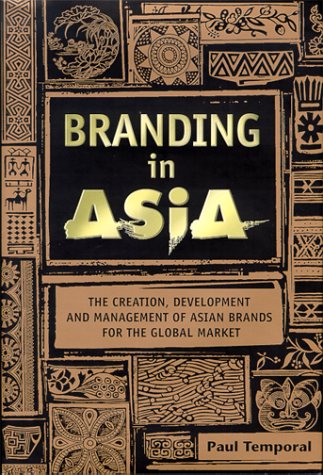 BRANDING
in
ASiA
THE CREATION, DEVELOPMENT
AND MANAGEMENT OF ASIAN BRANDS
FOR THE GLOBAL MARKET
Paul Temporal